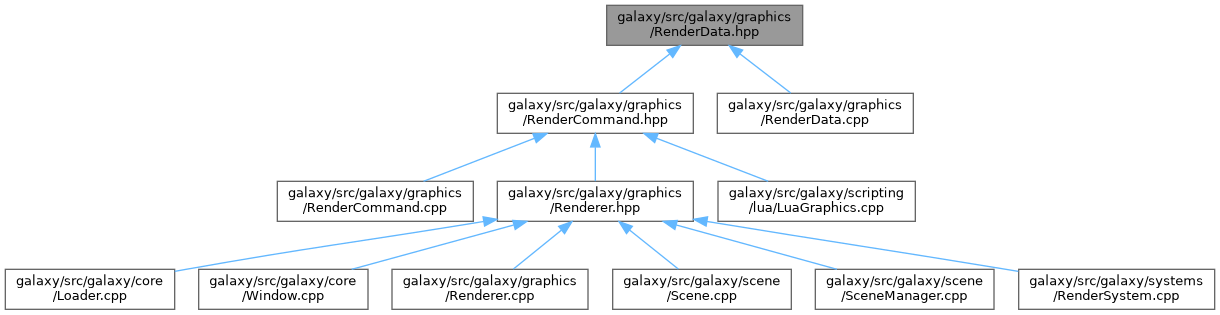 galaxy/src/galaxy/graphics
/RenderData.hpp
galaxy/src/galaxy/graphics
/RenderCommand.hpp
galaxy/src/galaxy/graphics
/RenderData.cpp
galaxy/src/galaxy/graphics
/RenderCommand.cpp
galaxy/src/galaxy/graphics
/Renderer.hpp
galaxy/src/galaxy/scripting
/lua/LuaGraphics.cpp
galaxy/src/galaxy/core
/Loader.cpp
galaxy/src/galaxy/core
/Window.cpp
galaxy/src/galaxy/graphics
/Renderer.cpp
galaxy/src/galaxy/scene
/Scene.cpp
galaxy/src/galaxy/scene
/SceneManager.cpp
galaxy/src/galaxy/systems
/RenderSystem.cpp